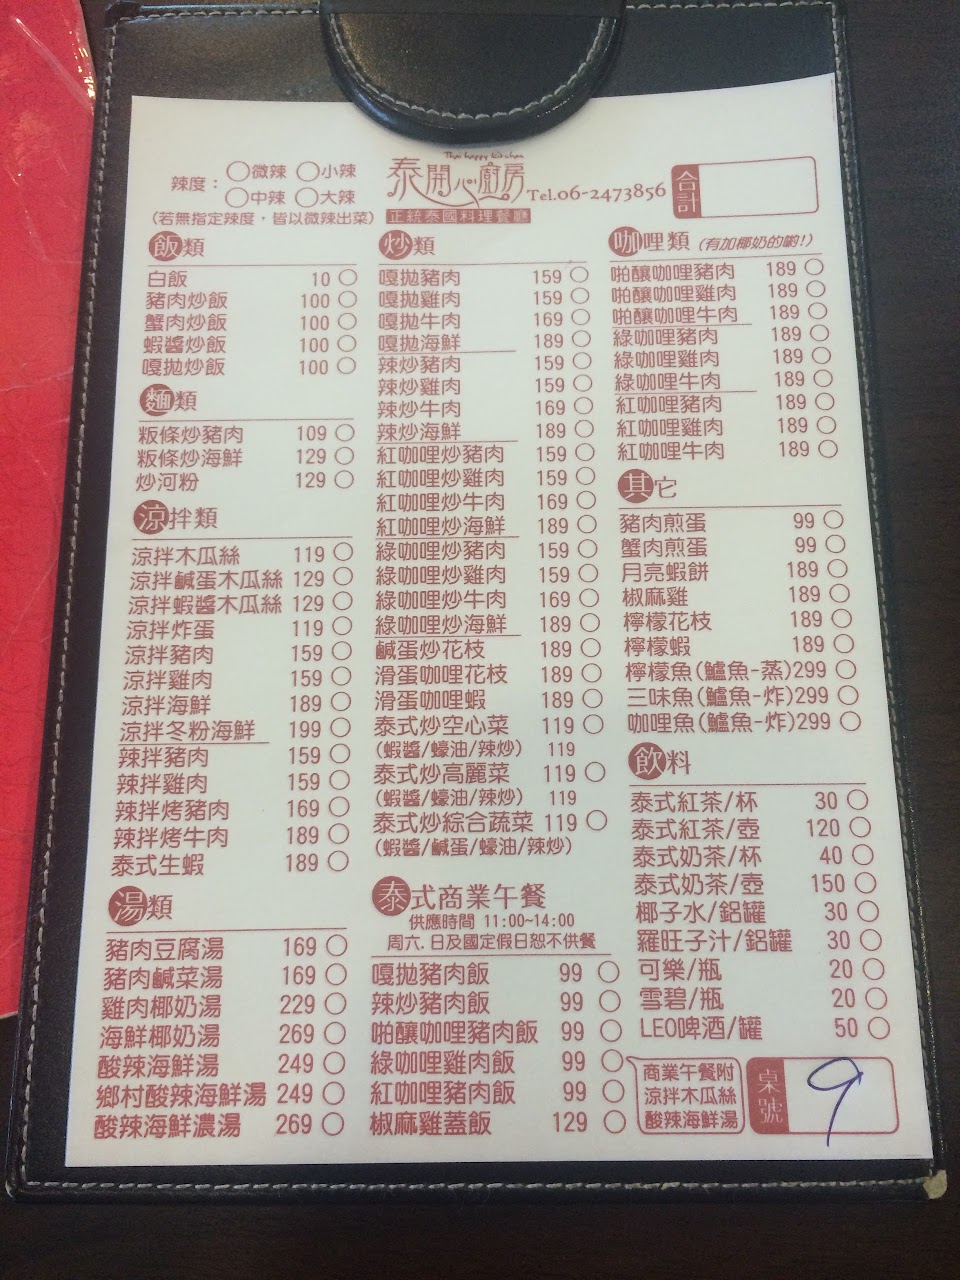 辣度： ○微辣 ○小辣
○中辣 ○大辣
(若無指定辣度，皆以微辣出菜)
Thai happy kitchen
泰開心廚房
正統泰國料理餐廳
Tel.06-2473856
合計
飯類
白飯 10 ○
豬肉炒飯 100 ○
蟹肉炒飯 100 ○
蝦醬炒飯 100 ○
嘎拋炒飯 100 ○
麵類
粄條炒豬肉 109 ○
粄條炒海鮮 129 ○
炒河粉 129 ○
涼拌類
涼拌木瓜絲 119 ○
涼拌鹹蛋木瓜絲 129 ○
涼拌蝦醬木瓜絲 129 ○
涼拌炸蛋 119 ○
涼拌豬肉 159 ○
涼拌雞肉 159 ○
涼拌海鮮 189 ○
涼拌冬粉海鮮 199 ○
辣拌豬肉 159 ○
辣拌雞肉 159 ○
辣拌烤豬肉 169 ○
辣拌烤牛肉 189 ○
泰式生蝦 189 ○
湯類
豬肉豆腐湯 169 ○
豬肉鹹菜湯 169 ○
雞肉椰奶湯 229 ○
海鮮椰奶湯 269 ○
酸辣海鮮湯 249 ○
鄉村酸辣海鮮湯 249 ○
酸辣海鮮濃湯 269 ○
炒類
嘎拋豬肉 159 ○
嘎拋雞肉 159 ○
嘎拋牛肉 169 ○
嘎拋海鮮 189 ○
辣炒豬肉 159 ○
辣炒雞肉 159 ○
辣炒牛肉 169 ○
辣炒海鮮 189 ○
紅咖哩炒豬肉 159 ○
紅咖哩炒雞肉 159 ○
紅咖哩炒牛肉 169 ○
紅咖哩炒海鮮 189 ○
綠咖哩炒豬肉 159 ○
綠咖哩炒雞肉 159 ○
綠咖哩炒牛肉 169 ○
綠咖哩炒海鮮 189 ○
鹹蛋炒花枝 189 ○
滑蛋咖哩花枝 189 ○
滑蛋咖哩蝦 189 ○
泰式炒空心菜 119 ○
(蝦醬/蠔油/辣炒) 119
泰式炒高麗菜 119 ○
(蝦醬/蠔油/辣炒) 119
泰式炒綜合蔬菜 119 ○
(蝦醬/鹹蛋/蠔油/辣炒)
泰式商業午餐
供應時間 11:00~14:00
周六. 日及國定假日恕不供餐
嘎拋豬肉飯 99 ○
辣炒豬肉飯 99 ○
啪釀咖哩豬肉飯 99 ○
綠咖哩雞肉飯 99 ○
紅咖哩豬肉飯 99 ○
椒麻雞蓋飯 129 ○
咖哩類 (有加椰奶的喲!)
啪釀咖哩豬肉 189 ○
啪釀咖哩雞肉 189 ○
啪釀咖哩牛肉 189 ○
綠咖哩豬肉 189 ○
綠咖哩雞肉 189 ○
綠咖哩牛肉 189 ○
紅咖哩豬肉 189 ○
紅咖哩雞肉 189 ○
紅咖哩牛肉 189 ○
其它
豬肉煎蛋 99 ○
蟹肉煎蛋 99 ○
月亮蝦餅 189 ○
椒麻雞 189 ○
檸檬花枝 189 ○
檸檬蝦 189 ○
檸檬魚(鱸魚-蒸)299 ○
三味魚(鱸魚-炸)299 ○
咖哩魚(鱸魚-炸)299 ○
飲料
泰式紅茶/杯 30 ○
泰式紅茶/壺 120 ○
泰式奶茶/杯 40 ○
泰式奶茶/壺 150 ○
椰子水/鋁罐 30 ○
羅旺子汁/鋁罐 30 ○
可樂/瓶 20 ○
雪碧/瓶 20 ○
LEO啤酒/罐 50 ○
商業午餐附
涼拌木瓜絲
酸辣海鮮湯
桌號 9